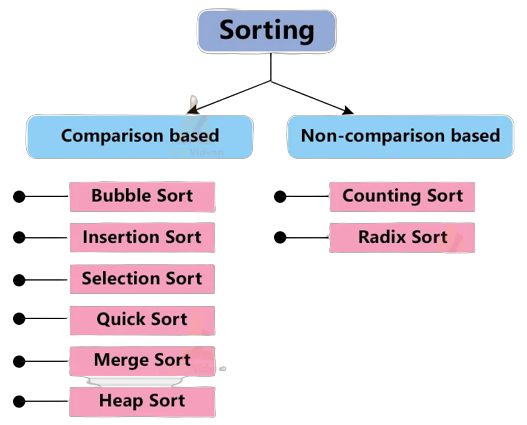 Sorting
Comparison based
Non-comparison based
Bubble Sort
Insertion Sort
Selection Sort
Quick Sort
Merge Sort
Heap Sort
Counting Sort
Radix Sort